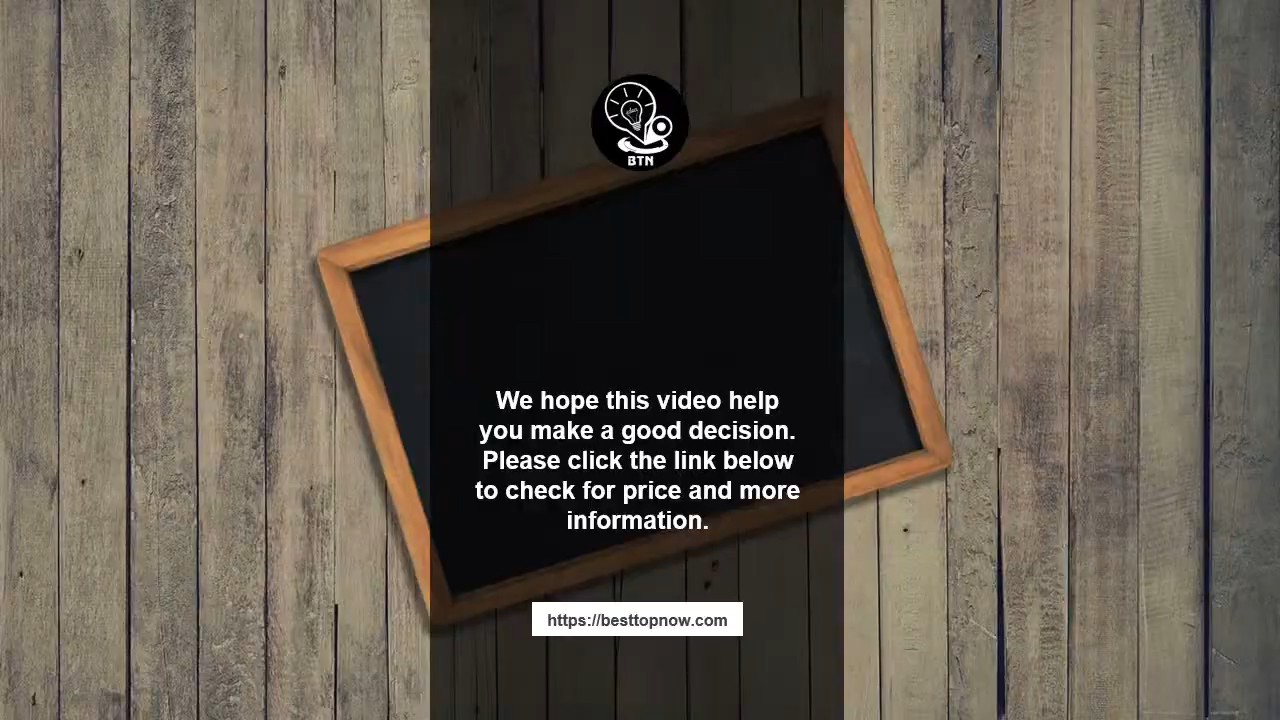 BTN
We hope this video help
you make a good decision.
Please click the link below
to check for price and more
information.
https://besttopnow.com